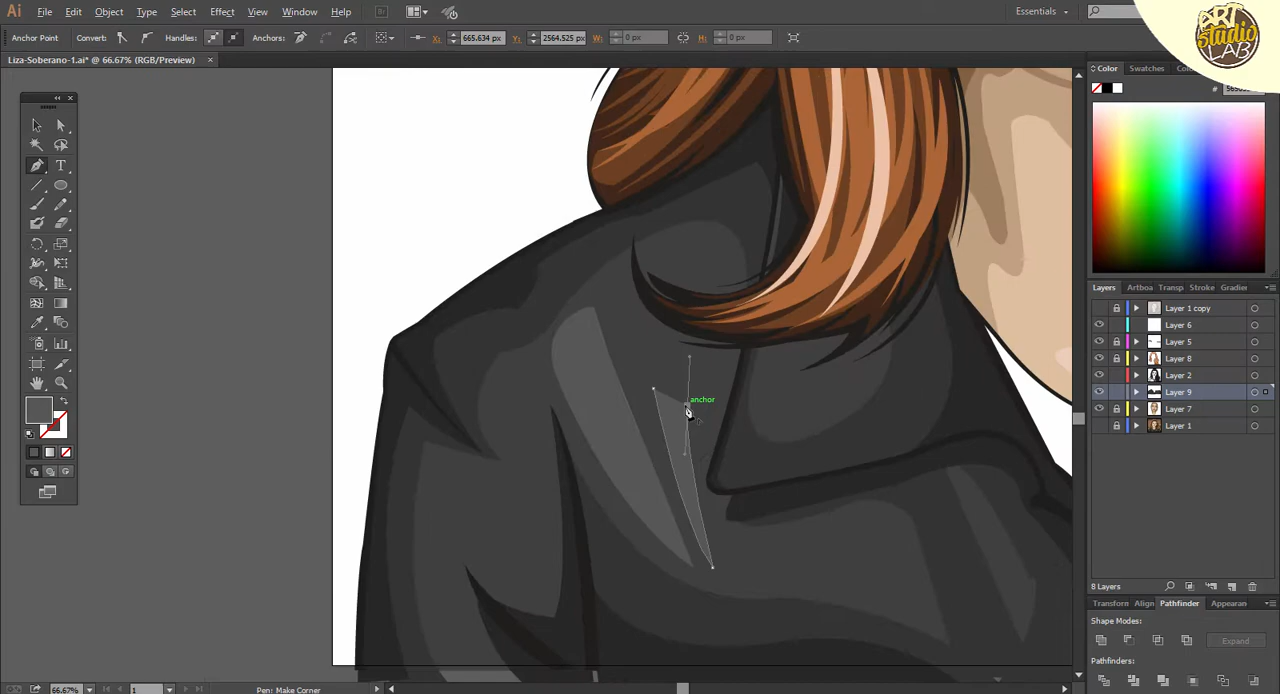 Ai File Edit Object Type Select Effect View Window Help Br Essentials
ART
studio
LAB
Anchor Point Convert: Handles: Anchors: X: 665.634 px Y: 2564.525 px W: 0 px H: 0 px
Liza-Soberano-1.ai* @ 66.67% (RGB/Preview) ×
Color Swatches
#
Layers Artboa Transp Stroke Gradier
Layer 1 copy
Layer 6
Layer 5
Layer 8
Layer 2
Layer 9
Layer 7
Layer 1
anchor
8 Layers
Transform Align Pathfinder Appearan
Shape Modes:
Expand
Pathfinders:
66.67% 1 Pen: Make Corner